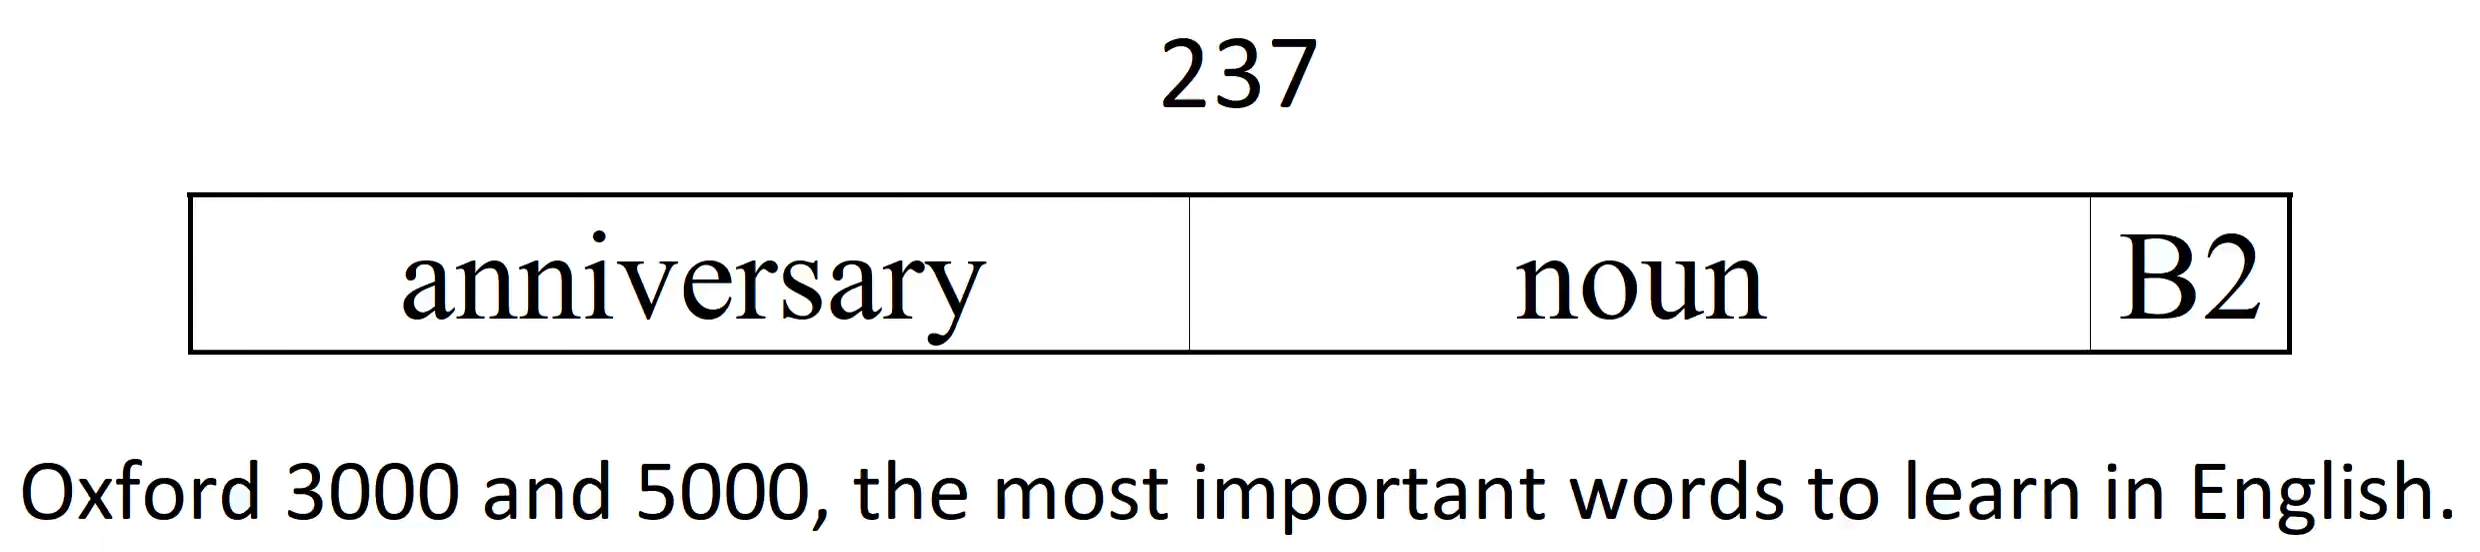 237
anniversary noun B2
Oxford 3000 and 5000, the most important words to learn in English.